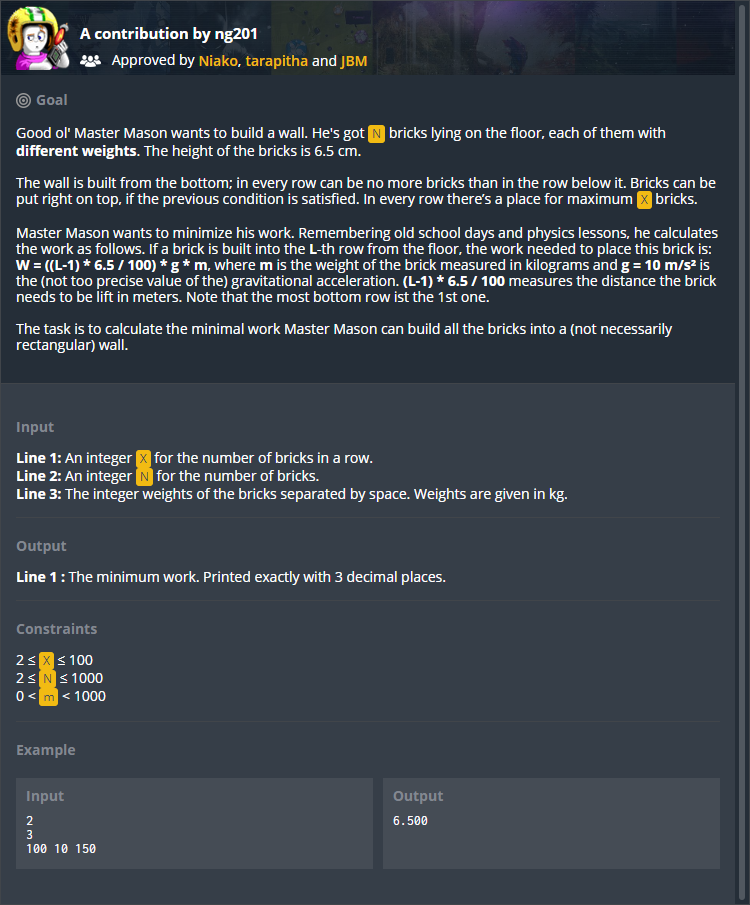 A contribution by ng201
Approved by Niako, tarapitha and JBM
Goal
Good ol' Master Mason wants to build a wall. He's got N bricks lying on the floor, each of them with
different weights. The height of the bricks is 6.5 cm.
The wall is built from the bottom; in every row can be no more bricks than in the row below it. Bricks can be
put right on top, if the previous condition is satisfied. In every row there's a place for maximum X bricks.
Master Mason wants to minimize his work. Remembering old school days and physics lessons, he calculates
the work as follows. If a brick is built into the L-th row from the floor, the work needed to place this brick is:
W = ((L-1) * 6.5 / 100) * g * m, where m is the weight of the brick measured in kilograms and g = 10 m/s² is
the (not too precise value of the) gravitational acceleration. (L-1) * 6.5 / 100 measures the distance the brick
needs to be lift in meters. Note that the most bottom row ist the 1st one.
The task is to calculate the minimal work Master Mason can build all the bricks into a (not necessarily
rectangular) wall.
Input
Line 1: An integer X for the number of bricks in a row.
Line 2: An integer N for the number of bricks.
Line 3: The integer weights of the bricks separated by space. Weights are given in kg.
Output
Line 1 : The minimum work. Printed exactly with 3 decimal places.
Constraints
2 ≤ X ≤ 100
2 ≤ N ≤ 1000
0 < m < 1000
Example
Input
2
3
100 10 150
Output
6.500